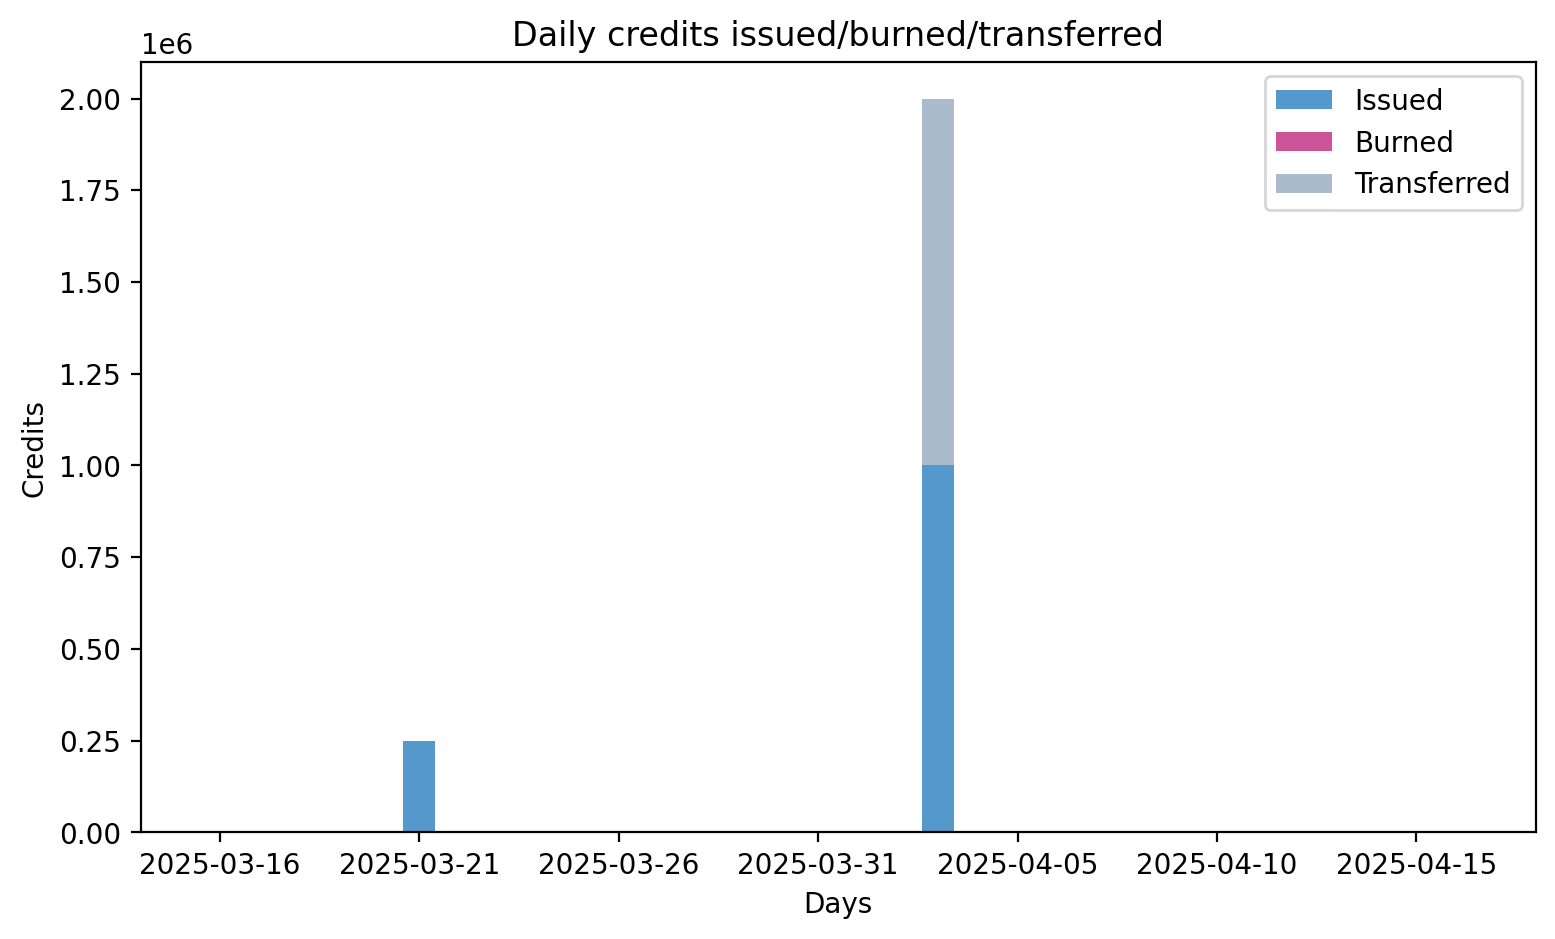 Daily credits issued/burned/transferred
1e6
2.00
1.75
1.50
1.25
1.00
0.75
0.50
0.25
0.00
Credits
Issued
Burned
Transferred
2025-03-16 2025-03-21 2025-03-26 2025-03-31 2025-04-05 2025-04-10 2025-04-15
Days